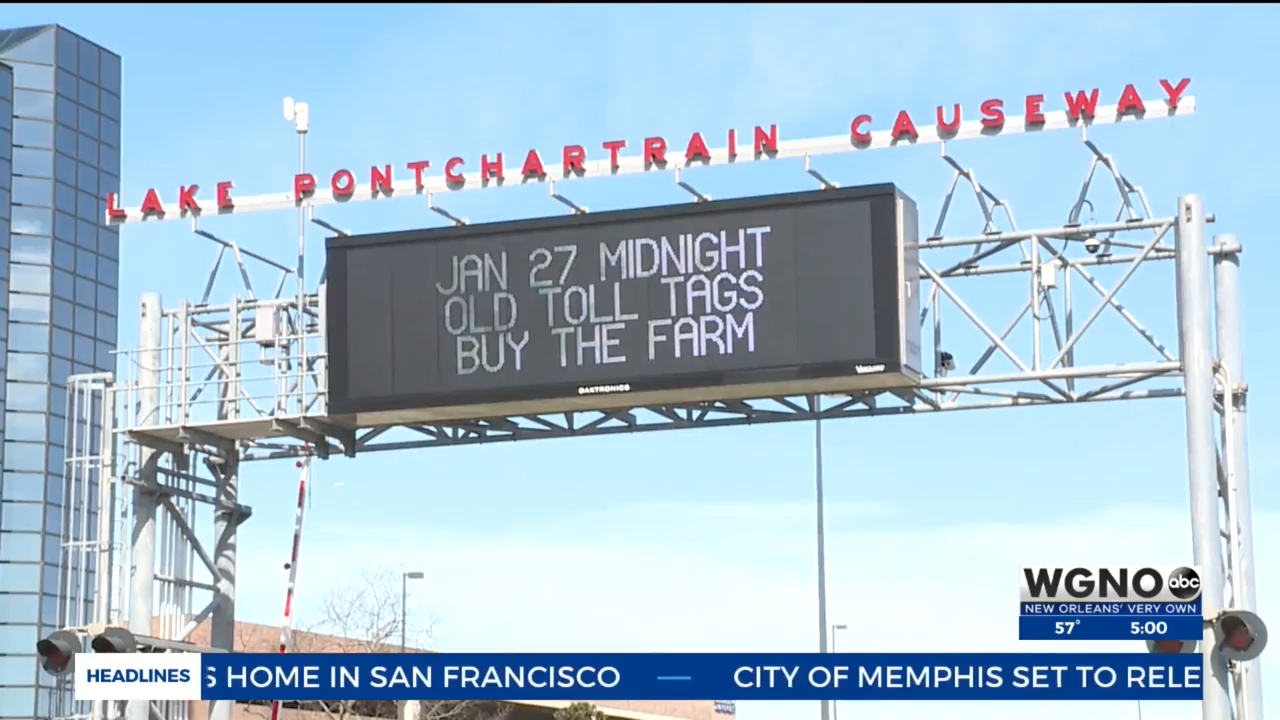 LAKE PONTCHARTRAIN CAUSEWAY
JAN 27 MIDNIGHT
OLD TOLL TAGS
BUY THE FARM
DAKTRONICS
VANGUARD
WGNO abc
NEW ORLEANS' VERY OWN
57° 5:00
HEADLINES S HOME IN SAN FRANCISCO — CITY OF MEMPHIS SET TO RELE